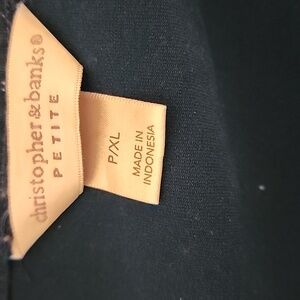 christopher & banks®
PETITE
P/XL
MADE IN
INDONESIA